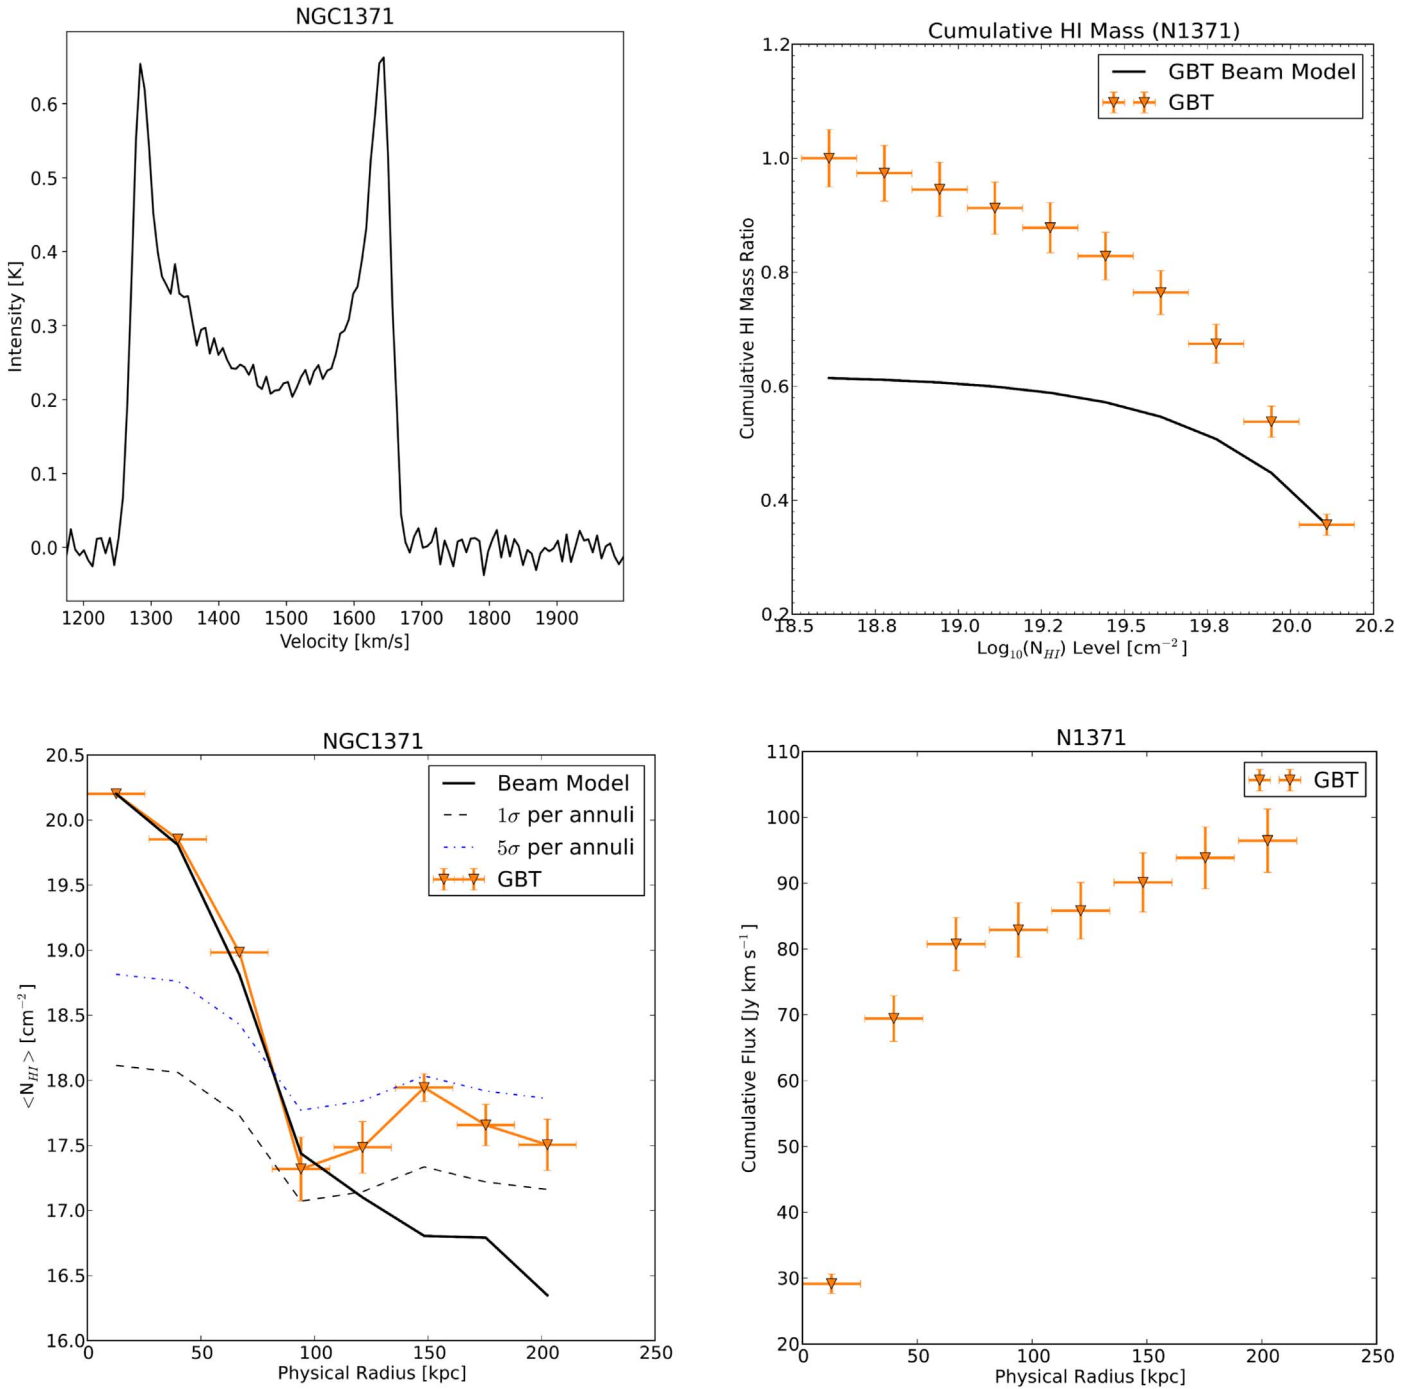 NGC1371
0.6
0.5
0.4
0.3
0.2
0.1
0.0
Intensity [K]
1200 1300 1400 1500 1600 1700 1800 1900
Velocity [km/s]
Cumulative HI Mass (N1371)
GBT Beam Model
GBT
1.2
1.0
0.8
0.6
0.4
0.2
Cumulative HI Mass Ratio
18.5 18.8 19.0 19.2 19.5 19.8 20.0 20.2
Log₁₀(N_HI) Level [cm⁻²]
NGC1371
Beam Model
1σ per annuli
5σ per annuli
GBT
20.5
20.0
19.5
19.0
18.5
18.0
17.5
17.0
16.5
16.0
<N_HI> [cm⁻²]
0 50 100 150 200 250
Physical Radius [kpc]
N1371
GBT
110
100
90
80
70
60
50
40
30
20
Cumulative Flux [Jy km s⁻¹]
0 50 100 150 200 250
Physical Radius [kpc]